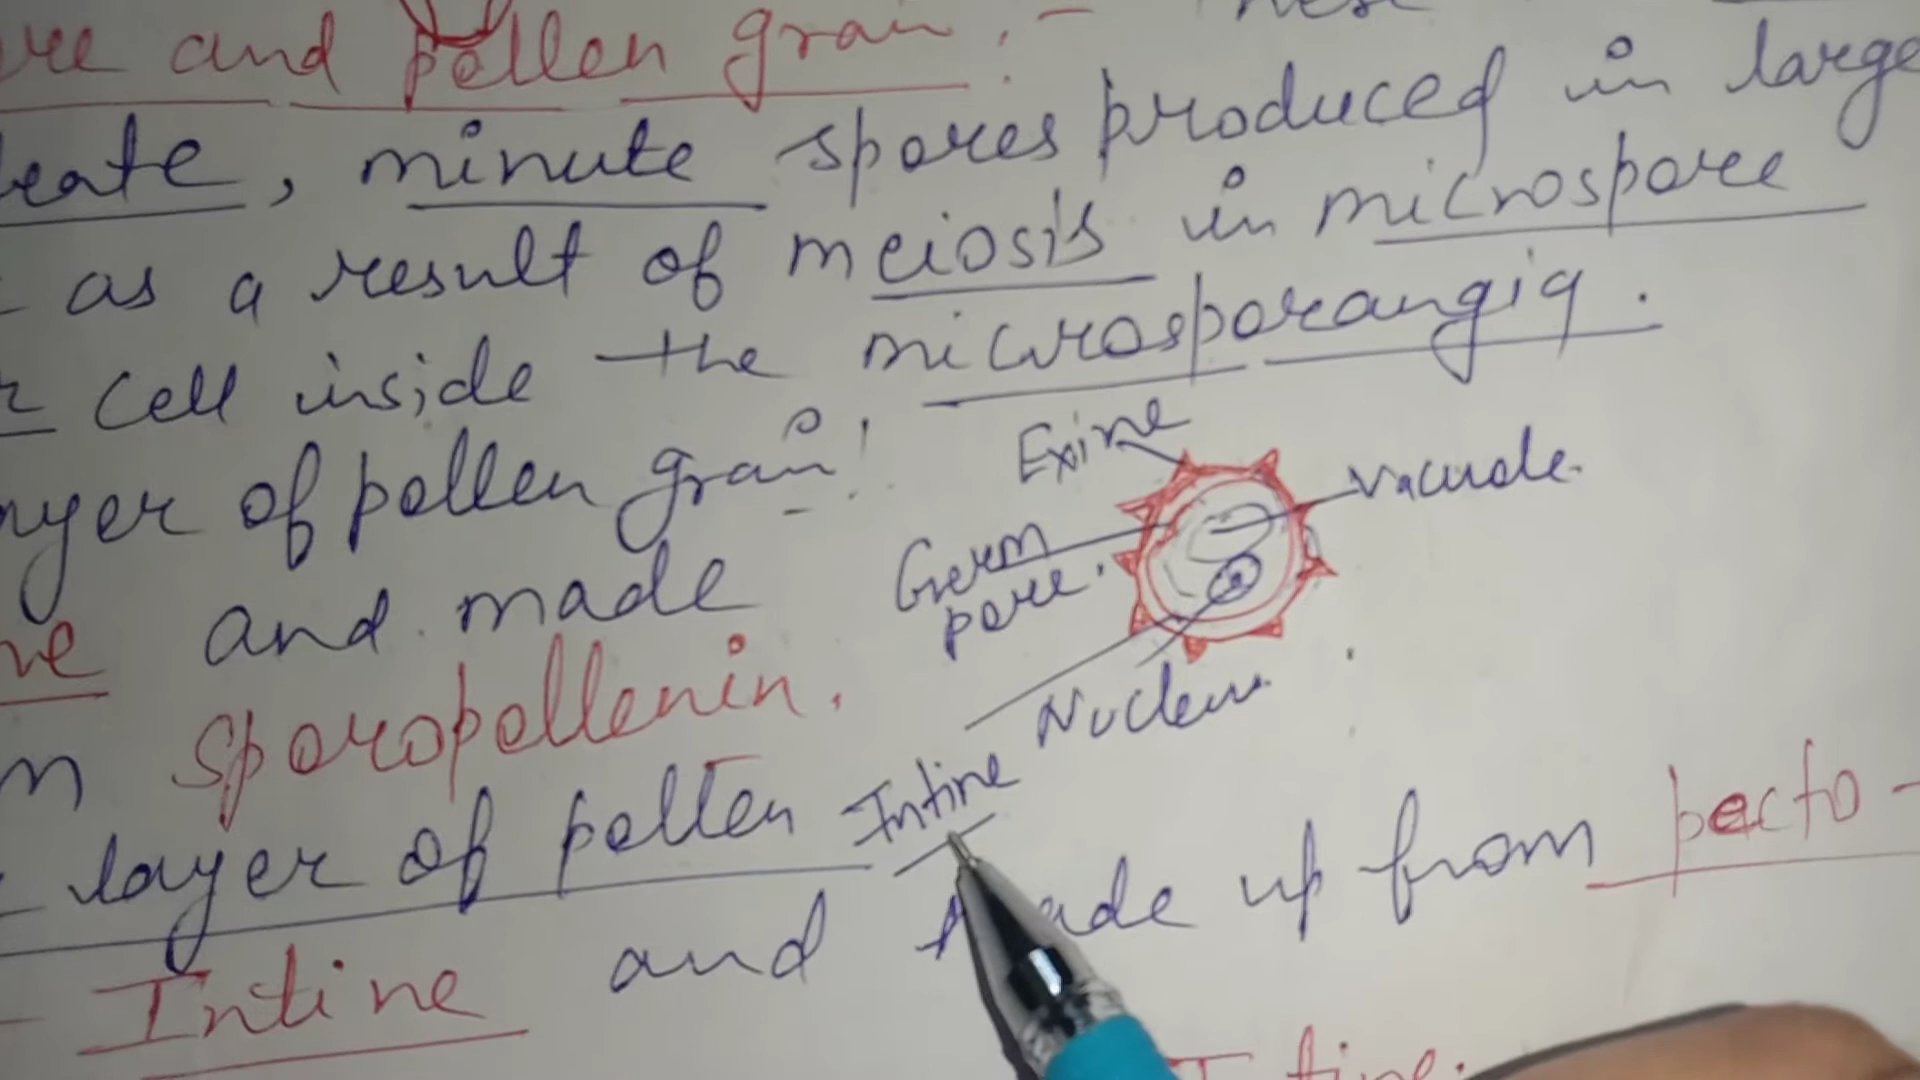 and pollen grain :-
minute spores produced in large
as a result of meiosis in microspore
cell inside the microsporangia.
of pollen grain!
Exine
Vacuole.
Germ
pore.
and made
Nucleus
sporopollenin.
Intine
layer of pollen
and made up from pecto-
Intine